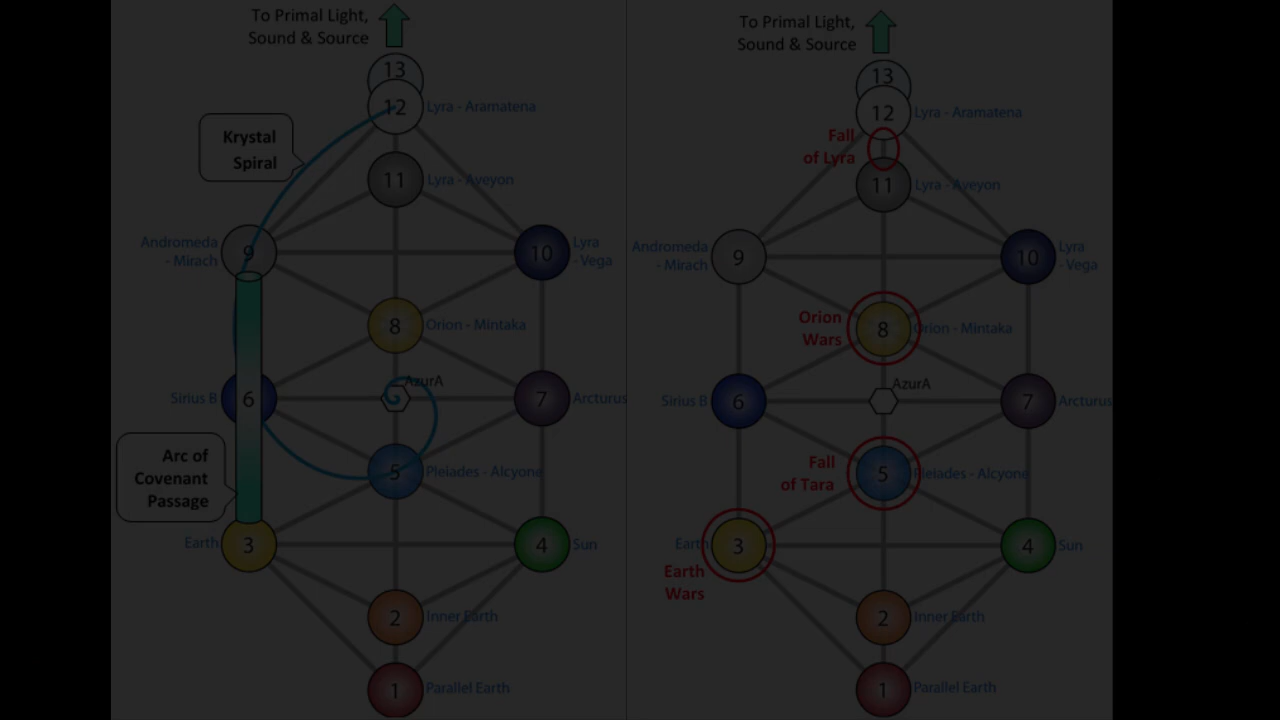 To Primal Light,
Sound & Source
13
12
Lyra - Aramatena
Krystal
Spiral
11
Lyra - Aveyon
Andromeda
- Mirach
9
10
Lyra
- Vega
8
Orion - Mintaka
AzurA
Sirius B
6
7
Arcturus
Arc of
Covenant
Passage
5
Pleiades - Alcyone
Earth
3
4
Sun
2
Inner Earth
1
Parallel Earth
To Primal Light,
Sound & Source
13
12
Lyra - Aramatena
Fall
of Lyra
11
Lyra - Aveyon
Andromeda
- Mirach
9
10
Lyra
- Vega
Orion
Wars
8
Orion - Mintaka
AzurA
Sirius B
6
7
Arcturus
Fall
of Tara
5
Pleiades - Alcyone
Earth
3
4
Sun
Earth
Wars
2
Inner Earth
1
Parallel Earth